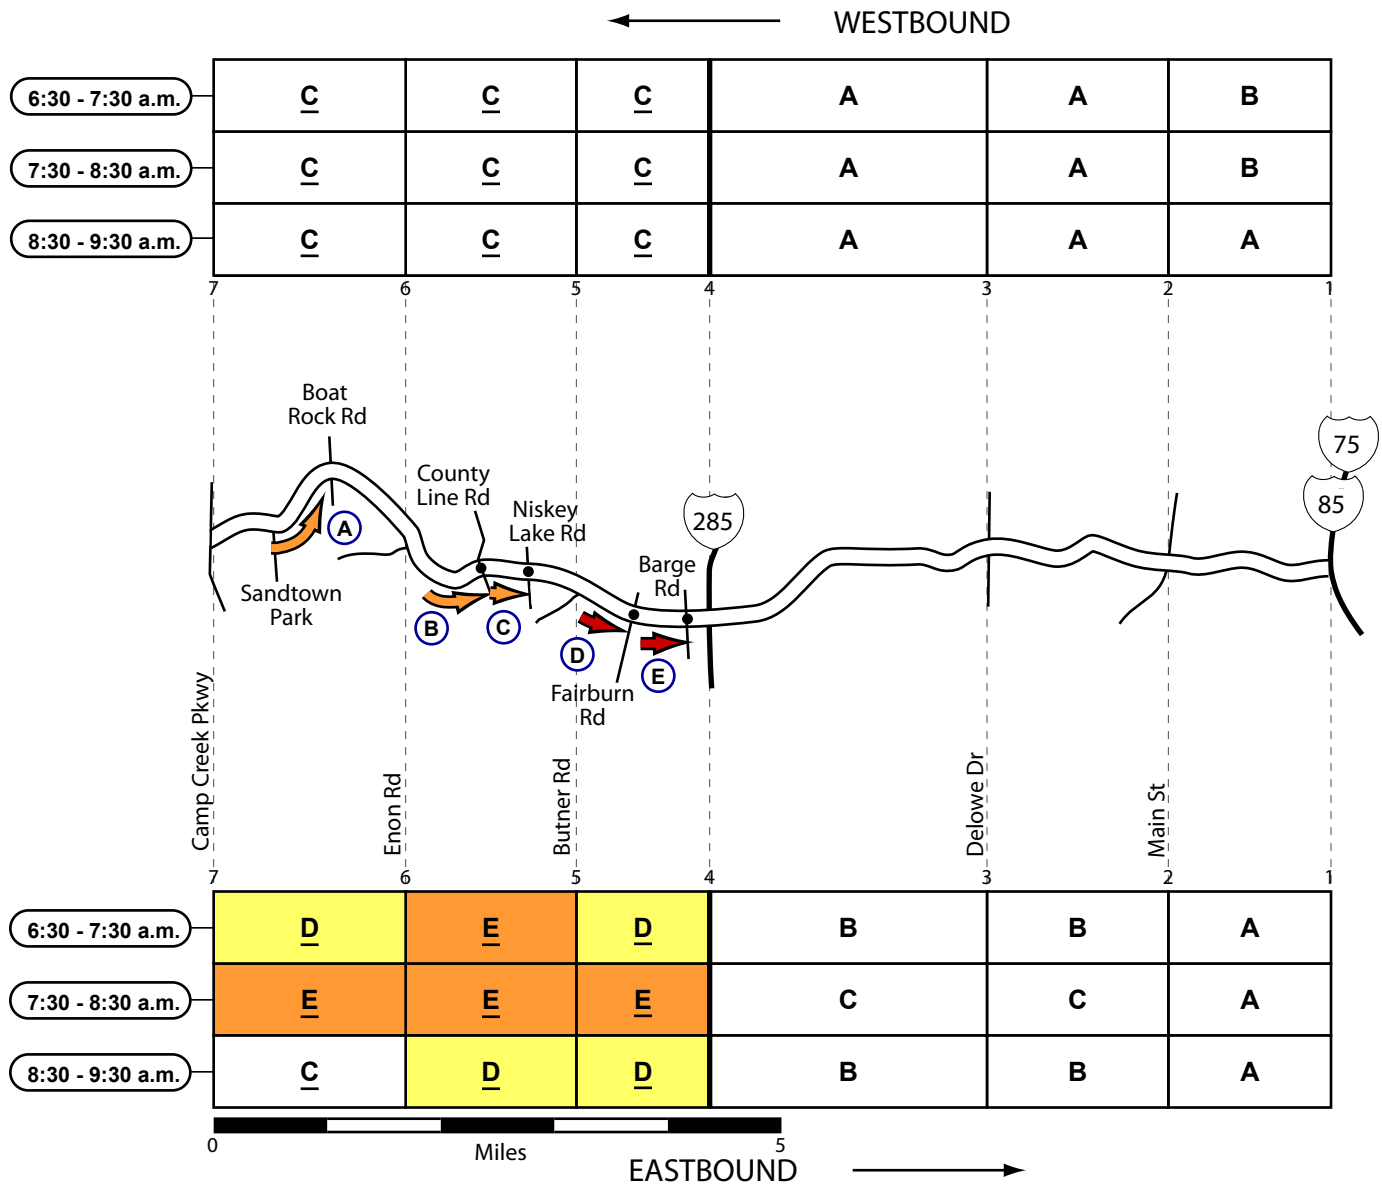 WESTBOUND
6:30 - 7:30 a.m. C C C A A B
7:30 - 8:30 a.m. C C C A A B
8:30 - 9:30 a.m. C C C A A A
7 6 5 4 3 2 1
Boat
Rock Rd
County
Line Rd
Niskey
Lake Rd
Barge
Rd
285
75
85
A
Sandtown
Park
B
C
D
E
Fairburn
Rd
Camp Creek Pkwy
Enon Rd
Butner Rd
Delowe Dr
Main St
7 6 5 4 3 2 1
6:30 - 7:30 a.m. D E D B B A
7:30 - 8:30 a.m. E E E C C A
8:30 - 9:30 a.m. C D D B B A
0 5
Miles
EASTBOUND